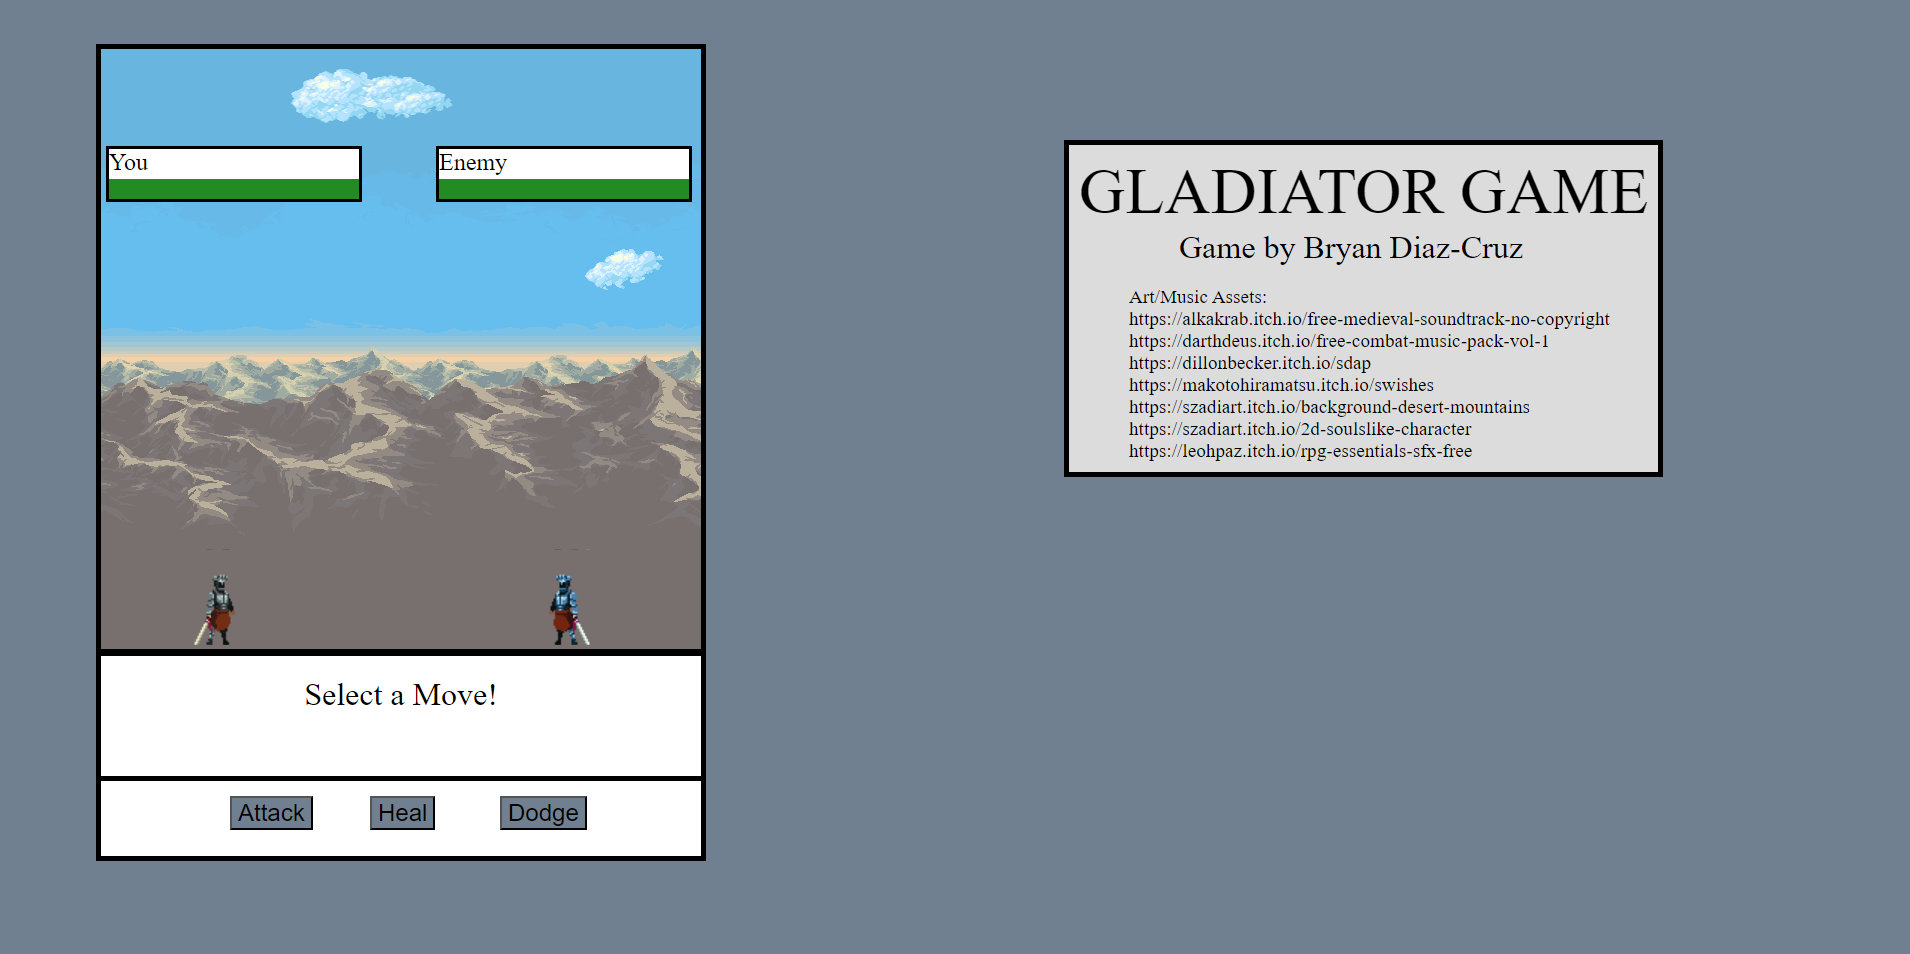 You
Enemy
Select a Move!
Attack
Heal
Dodge
GLADIATOR GAME
Game by Bryan Diaz-Cruz
Art/Music Assets:
https://alkakrab.itch.io/free-medieval-soundtrack-no-copyright
https://darthdeus.itch.io/free-combat-music-pack-vol-1
https://dillonbecker.itch.io/sdap
https://makotohiramatsu.itch.io/swishes
https://szadiart.itch.io/background-desert-mountains
https://szadiart.itch.io/2d-soulslike-character
https://leohpaz.itch.io/rpg-essentials-sfx-free